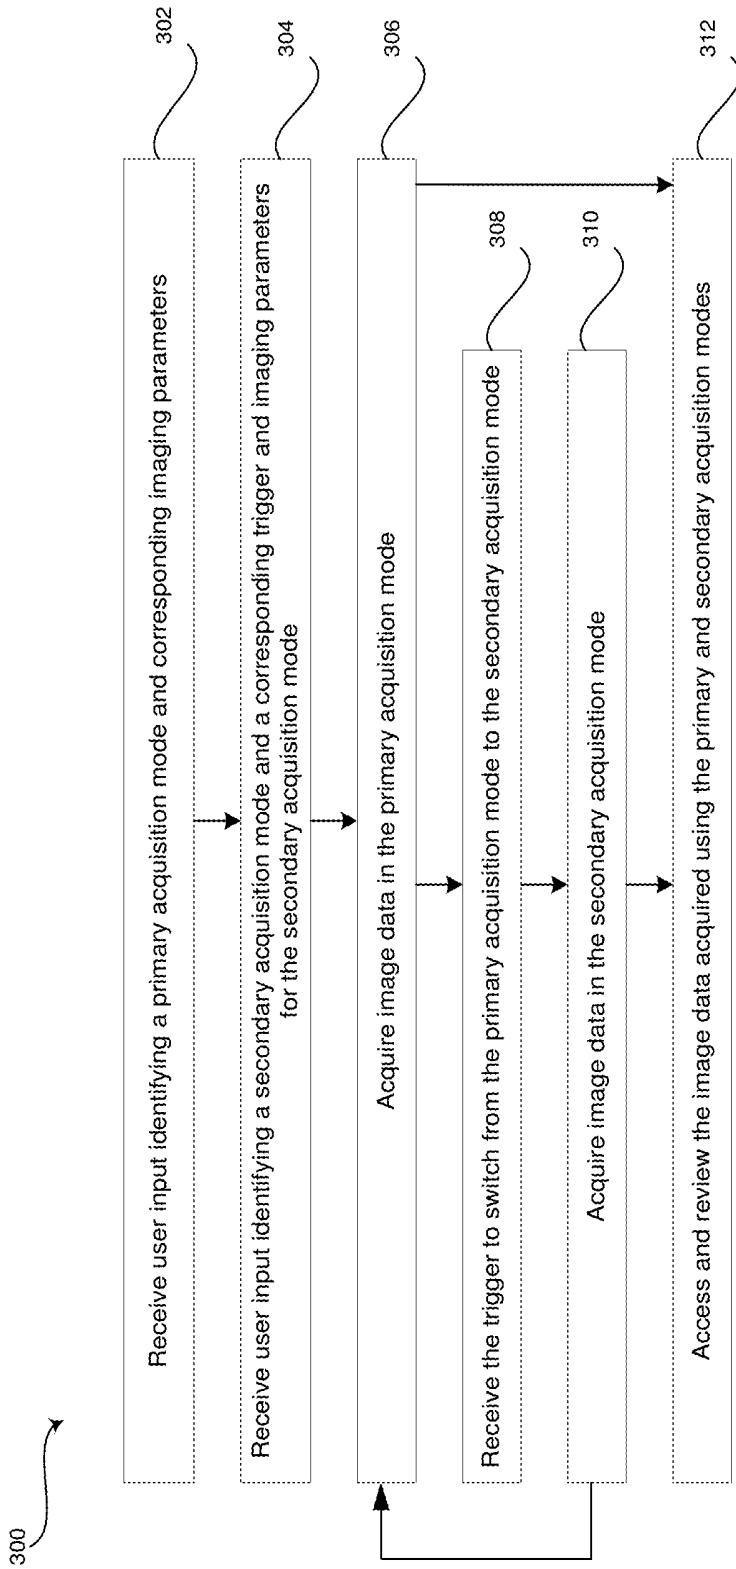 300
302
Receive user input identifying a primary acquisition mode and corresponding imaging parameters
304
Receive user input identifying a secondary acquisition mode and a corresponding trigger and imaging parameters
for the secondary acquisition mode
306
Acquire image data in the primary acquisition mode
308
Receive the trigger to switch from the primary acquisition mode to the secondary acquisition mode
310
Acquire image data in the secondary acquisition mode
312
Access and review the image data acquired using the primary and secondary acquisition modes